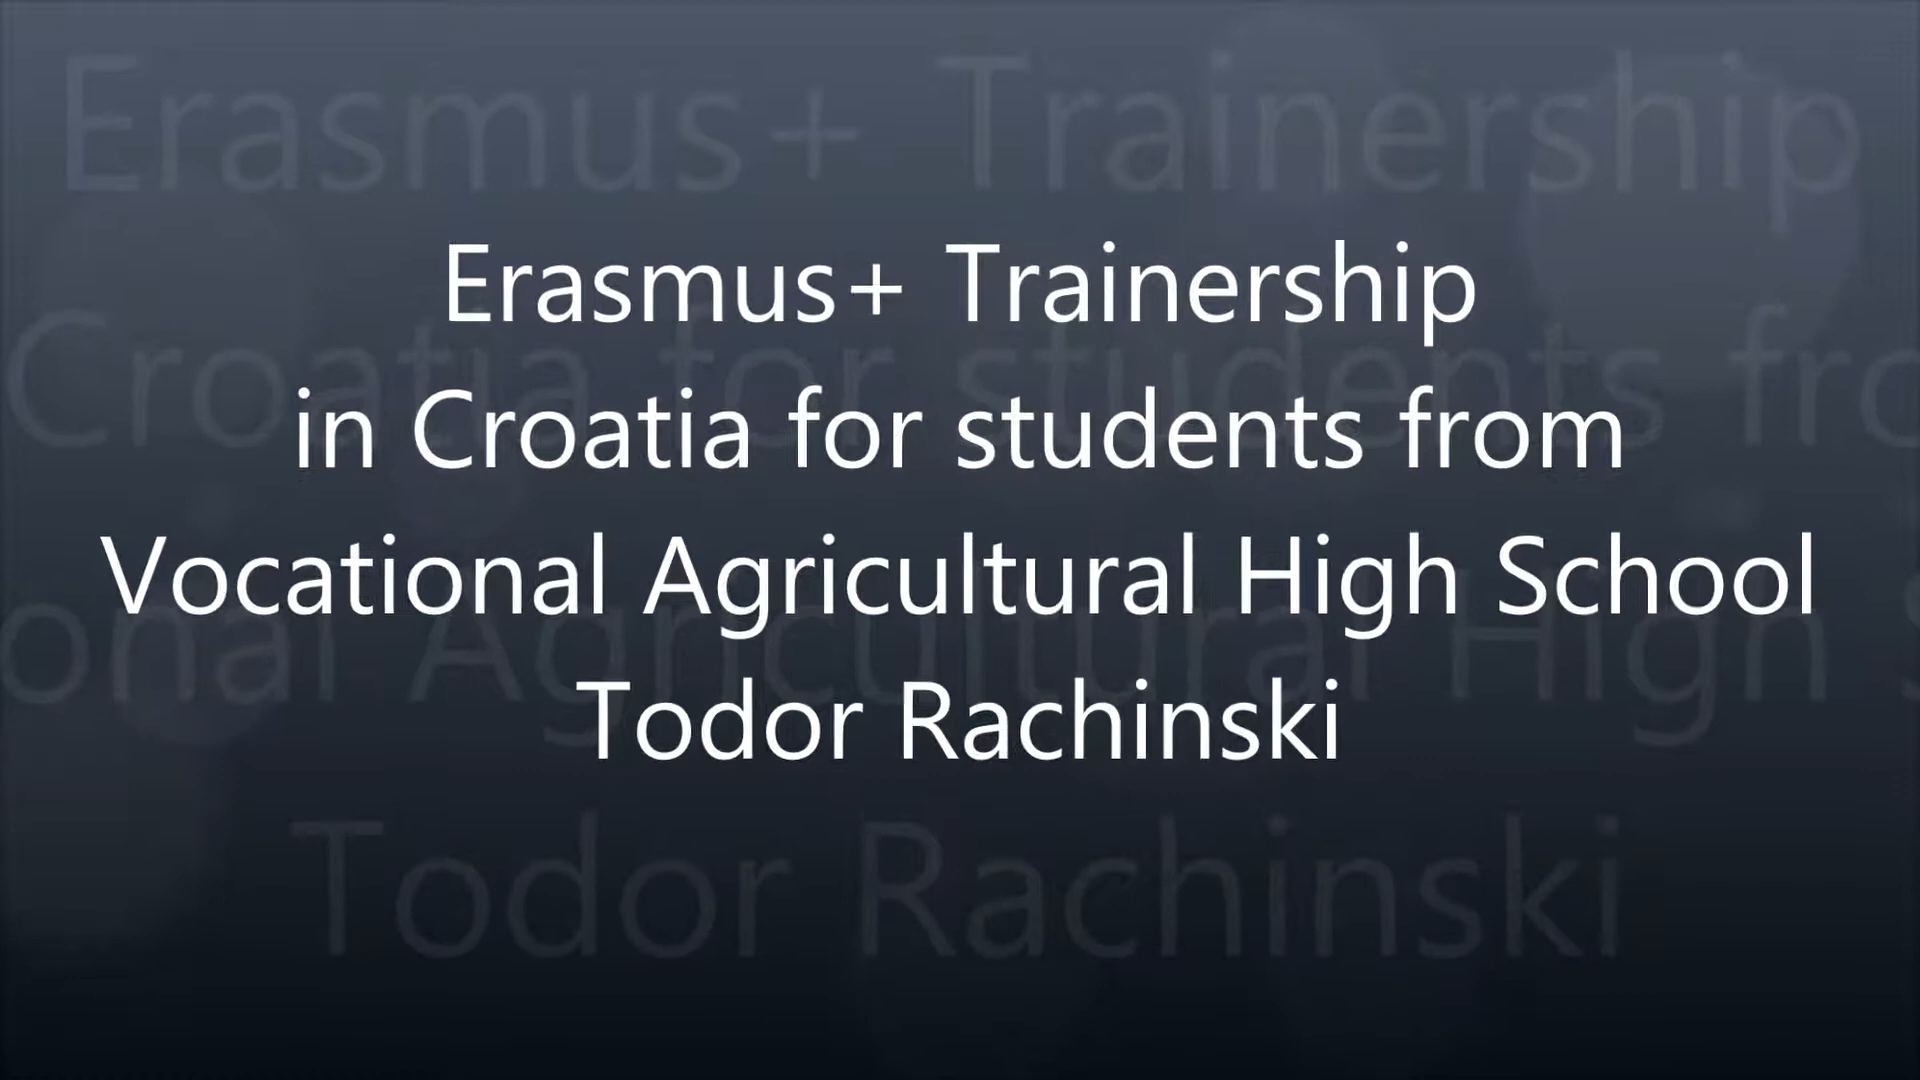 Erasmus+ Trainership
in Croatia for students from
Vocational Agricultural High School
Todor Rachinski